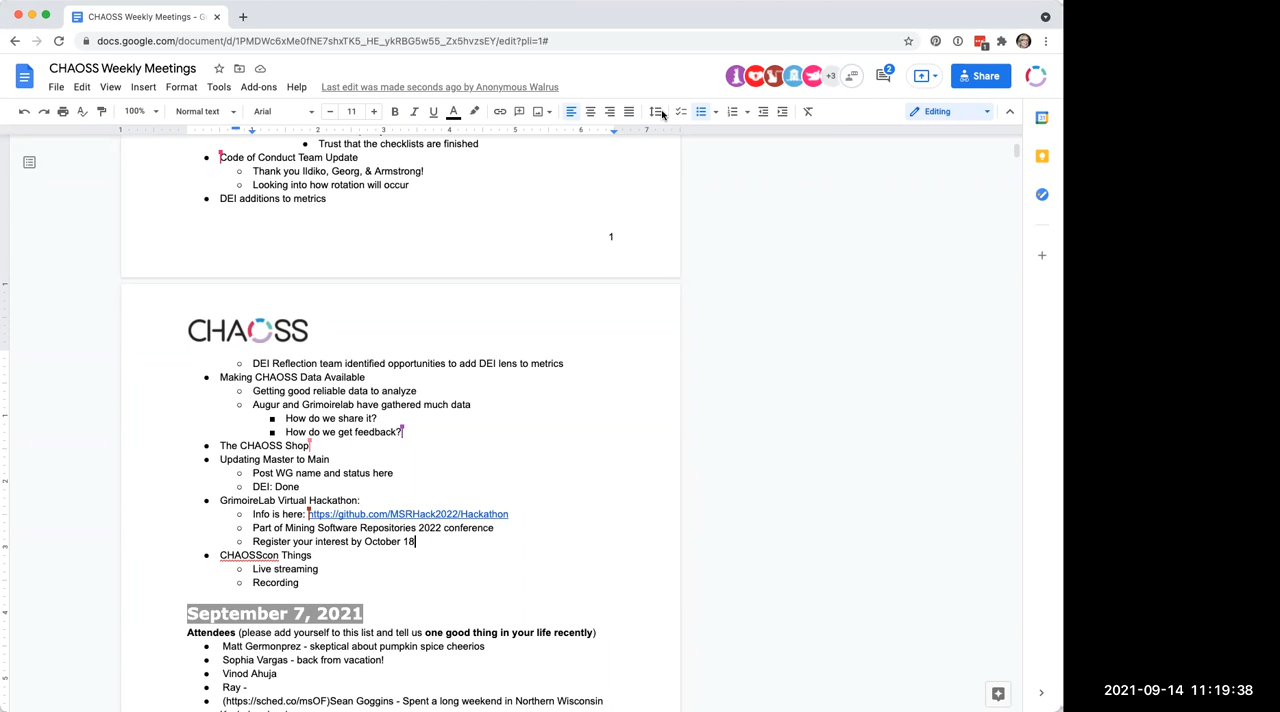 CHAOSS Weekly Meetings - G
docs.google.com/document/d/1PMDWc6xMe0fNE7shxTK5_HE_ykRBG5w55_Zx5hvzsEY/edit?pli=1#
1
CHAOSS Weekly Meetings
+3
2
Share
File Edit View Insert Format Tools Add-ons Help Last edit was made seconds ago by Anonymous Walrus
100% Normal text Arial 11 Editing
1 1 2 3 4 5 6 7
Trust that the checklists are finished
Code of Conduct Team Update
Thank you Ildiko, Georg, & Armstrong!
Looking into how rotation will occur
DEI additions to metrics
1
CHAOSS
DEI Reflection team identified opportunities to add DEI lens to metrics
Making CHAOSS Data Available
Getting good reliable data to analyze
Augur and Grimoirelab have gathered much data
How do we share it?
How do we get feedback?
The CHAOSS Shop
Updating Master to Main
Post WG name and status here
DEI: Done
GrimoireLab Virtual Hackathon:
Info is here: https://github.com/MSRHack2022/Hackathon
Part of Mining Software Repositories 2022 conference
Register your interest by October 18
CHAOSScon Things
Live streaming
Recording
September 7, 2021
Attendees (please add yourself to this list and tell us one good thing in your life recently)
Matt Germonprez - skeptical about pumpkin spice cheerios
Sophia Vargas - back from vacation!
Vinod Ahuja
Ray -
(https://sched.co/msOF)Sean Goggins - Spent a long weekend in Northern Wisconsin
2021-09-14 11:19:38